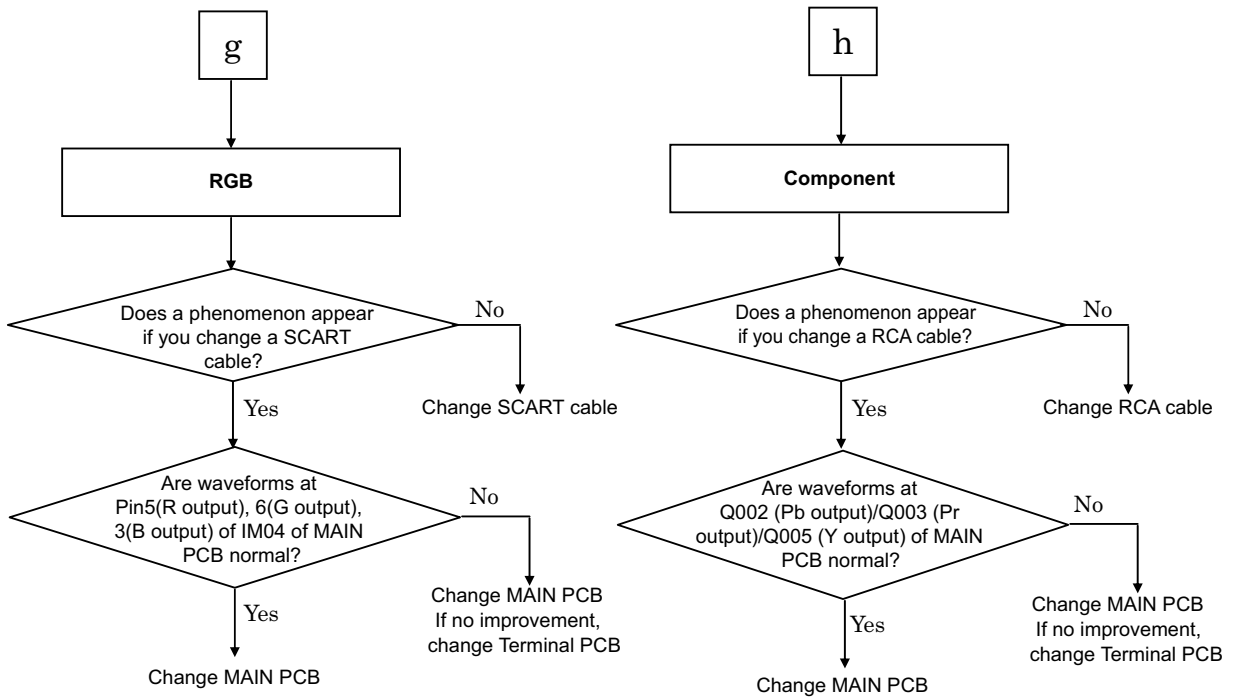 g
RGB
Does a phenomenon appear
if you change a SCART
cable?
No
Change SCART cable
Yes
Are waveforms at
Pin5(R output), 6(G output),
3(B output) of IM04 of MAIN
PCB normal?
No
Change MAIN PCB
If no improvement,
change Terminal PCB
Yes
Change MAIN PCB
h
Component
Does a phenomenon appear
if you change a RCA cable?
No
Change RCA cable
Yes
Are waveforms at
Q002 (Pb output)/Q003 (Pr
output)/Q005 (Y output) of MAIN
PCB normal?
No
Change MAIN PCB
If no improvement,
change Terminal PCB
Yes
Change MAIN PCB